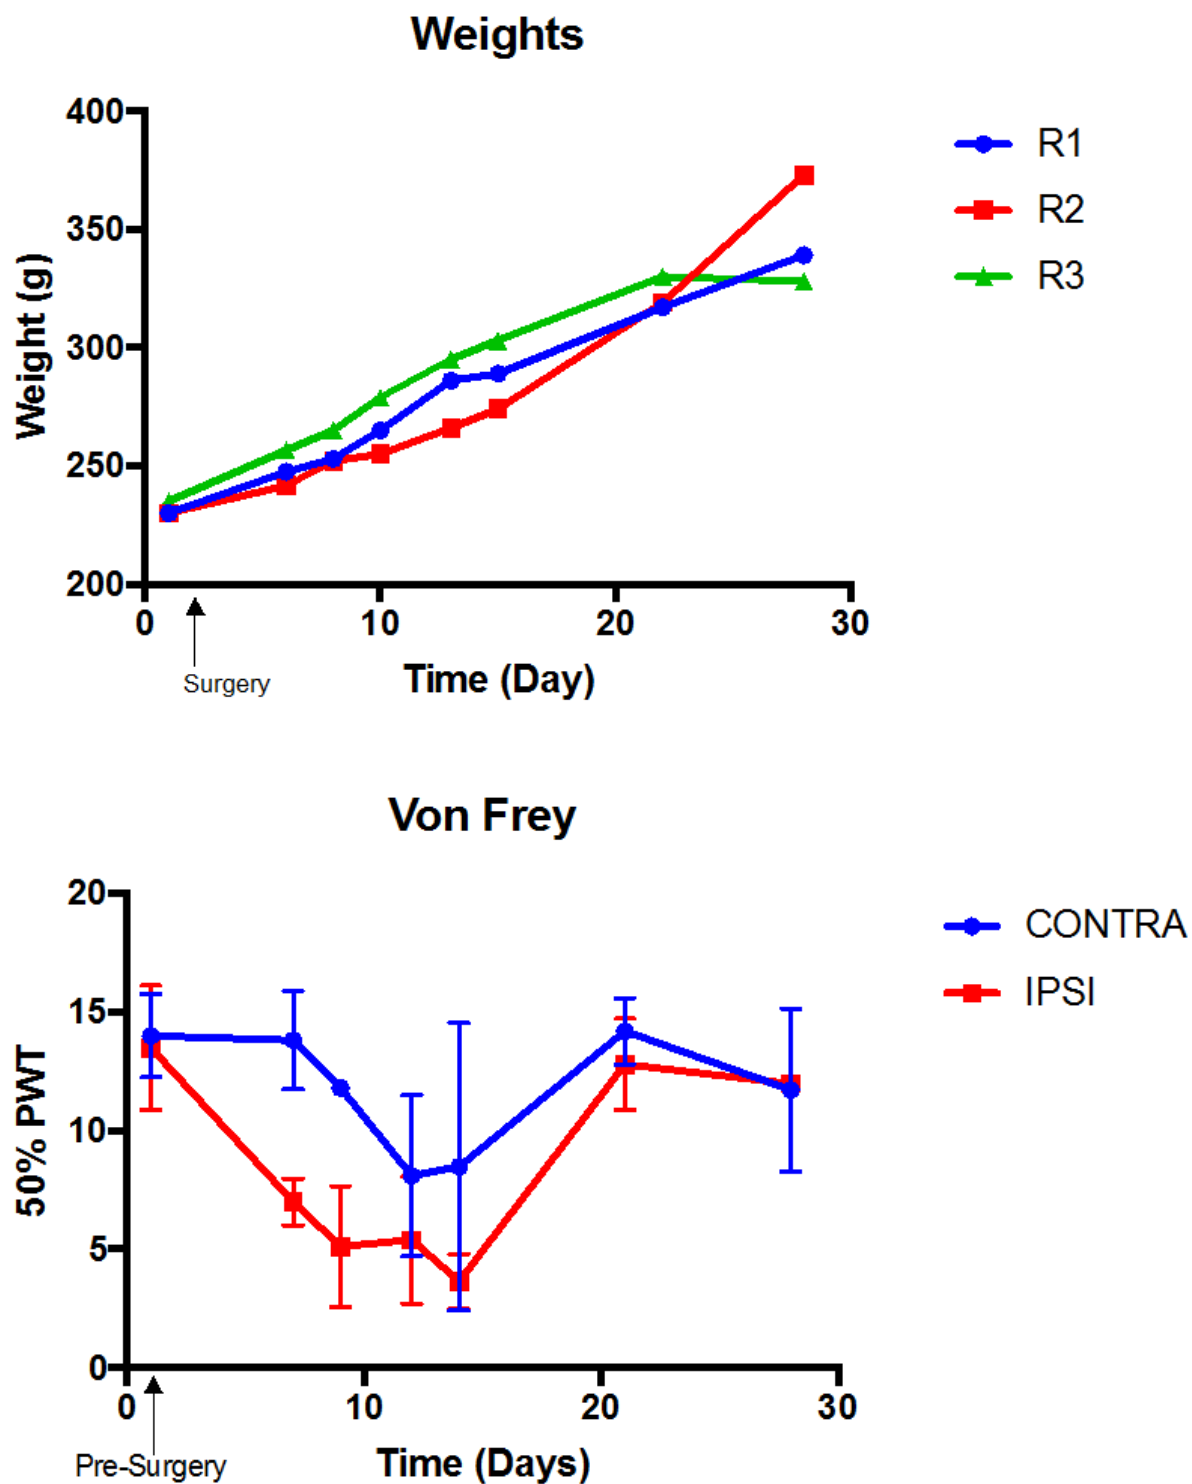 Weights
400
350
300
250
200
Weight (g)
0 10 20 30
Surgery
Time (Day)
R1
R2
R3
Von Frey
20
15
10
5
0
50% PWT
0 10 20 30
Pre-Surgery
Time (Days)
CONTRA
IPSI